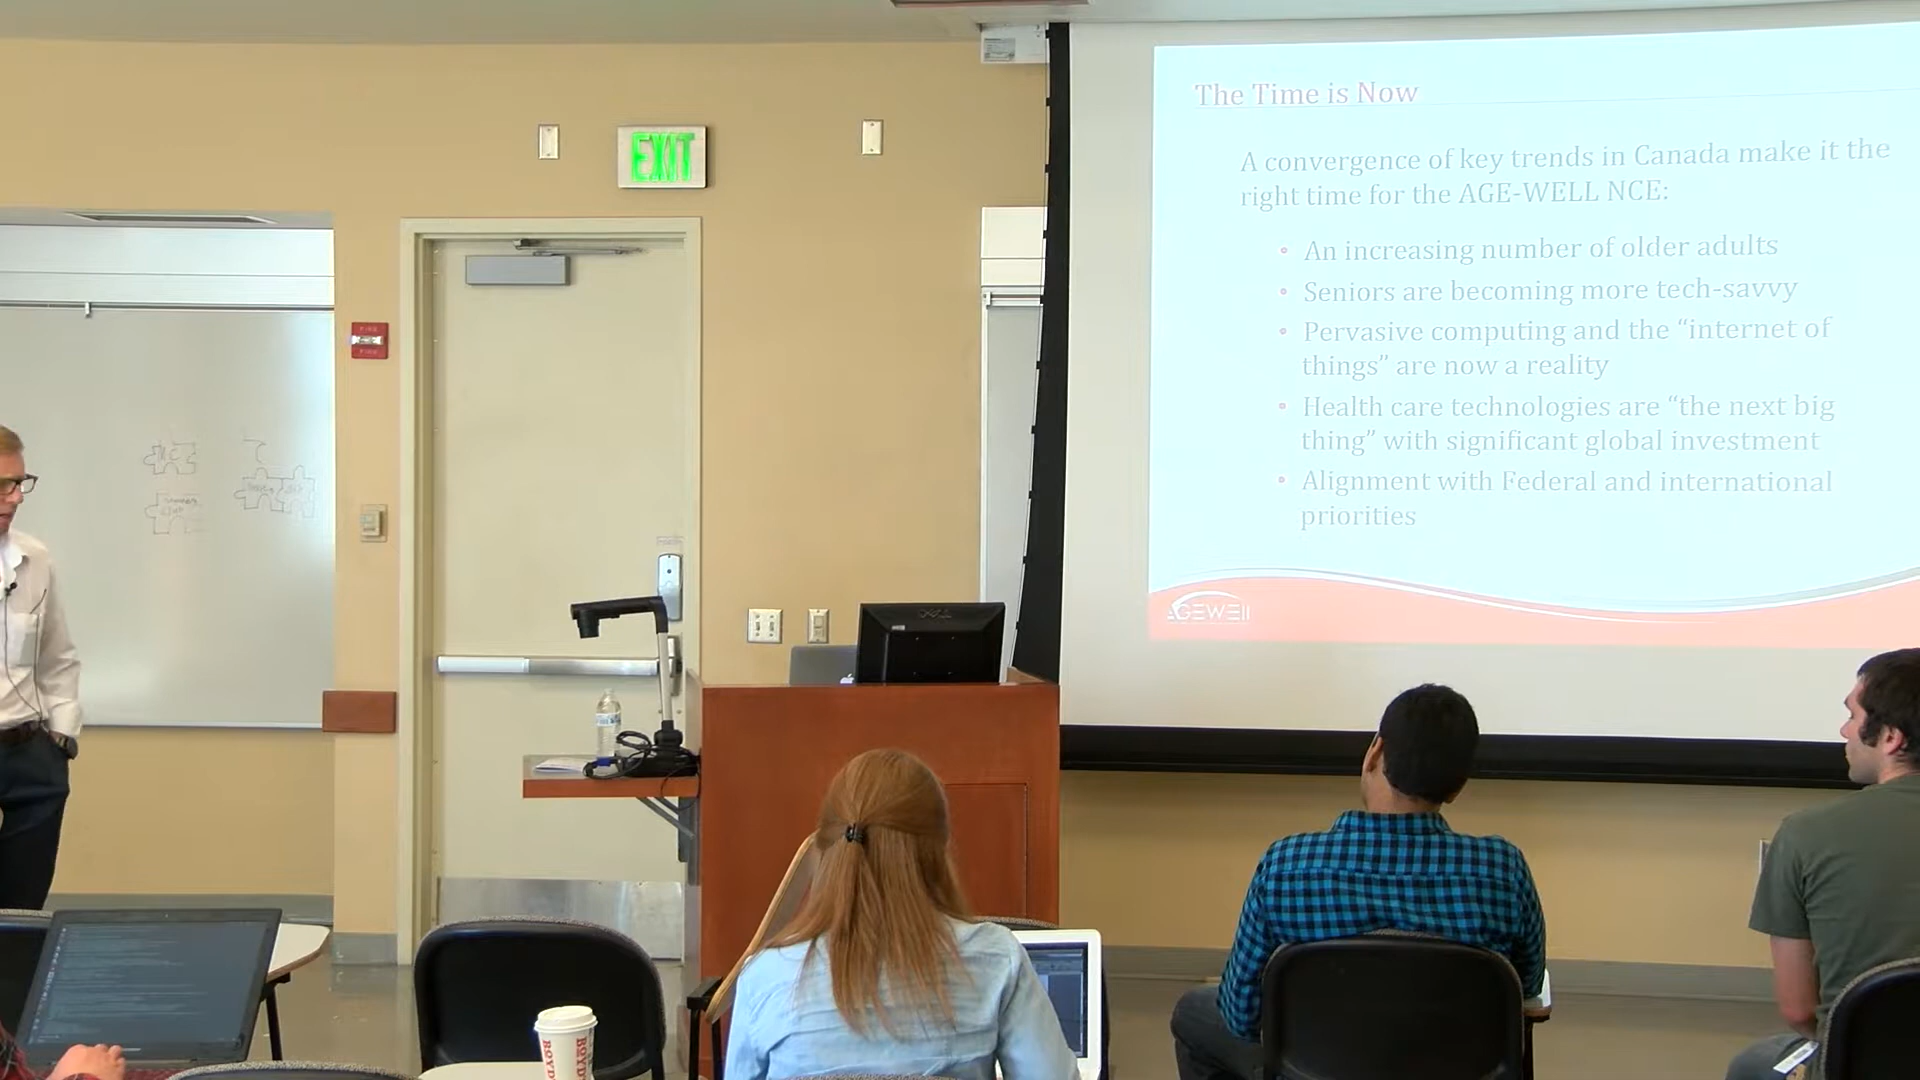 EXIT
The Time is Now
A convergence of key trends in Canada make it the
right time for the AGE-WELL NCE:
• An increasing number of older adults
• Seniors are becoming more tech-savvy
• Pervasive computing and the “internet of
things” are now a reality
• Health care technologies are “the next big
thing” with significant global investment
• Alignment with Federal and international
priorities
AGEWELL
FIRE
FIRE
DELL
BOYD
BOYD